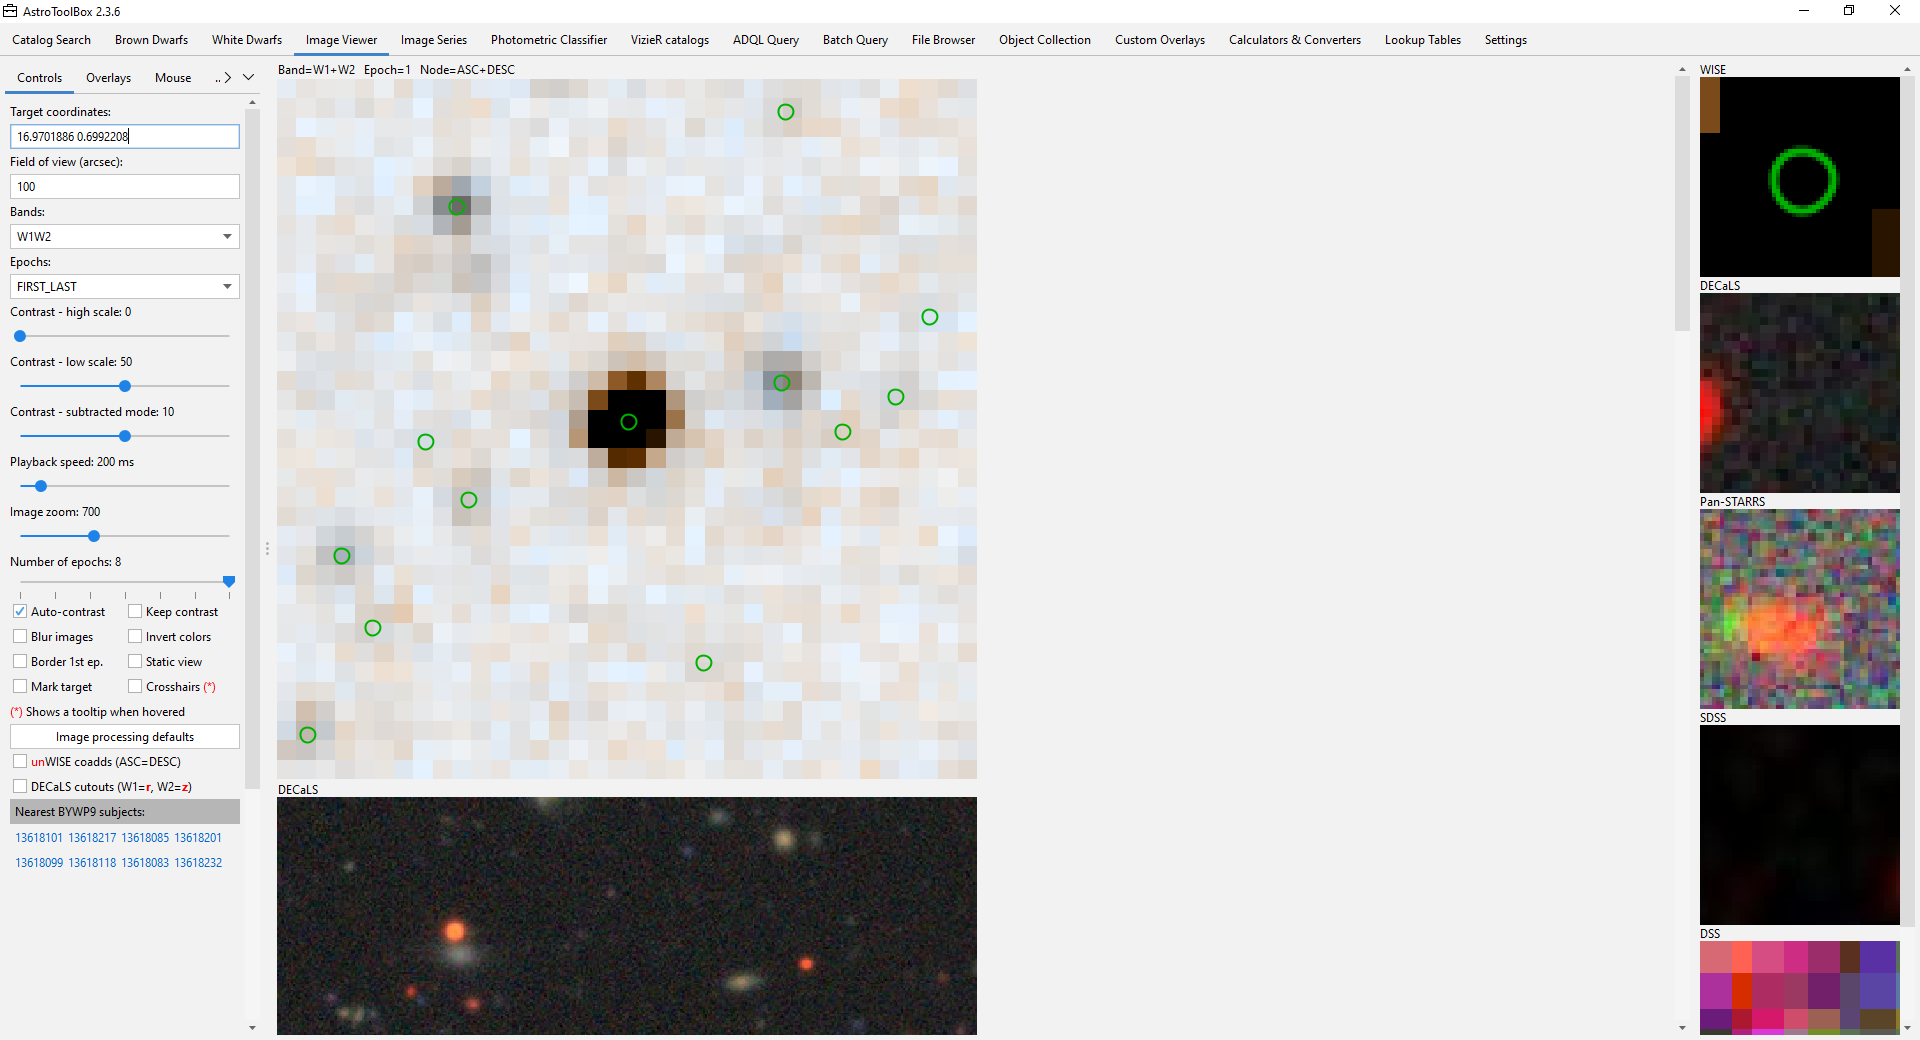 AstroToolBox 2.3.6
Catalog Search Brown Dwarfs White Dwarfs Image Viewer Image Series Photometric Classifier VizieR catalogs ADQL Query Batch Query File Browser Object Collection Custom Overlays Calculators & Converters Lookup Tables Settings
Controls Overlays Mouse ..
Target coordinates:
16.9701886 0.6992208
Field of view (arcsec):
100
Bands:
W1W2
Epochs:
FIRST_LAST
Contrast - high scale: 0
Contrast - low scale: 50
Contrast - subtracted mode: 10
Playback speed: 200 ms
Image zoom: 700
Number of epochs: 8
Auto-contrast Keep contrast
Blur images Invert colors
Border 1st ep. Static view
Mark target Crosshairs (*)
(*) Shows a tooltip when hovered
Image processing defaults
unWISE coadds (ASC=DESC)
DECaLS cutouts (W1=r, W2=z)
Nearest BYWP9 subjects:
13618101 13618217 13618085 13618201
13618099 13618118 13618083 13618232
Band=W1+W2 Epoch=1 Node=ASC+DESC
DECaLS
WISE
DECaLS
Pan-STARRS
SDSS
DSS